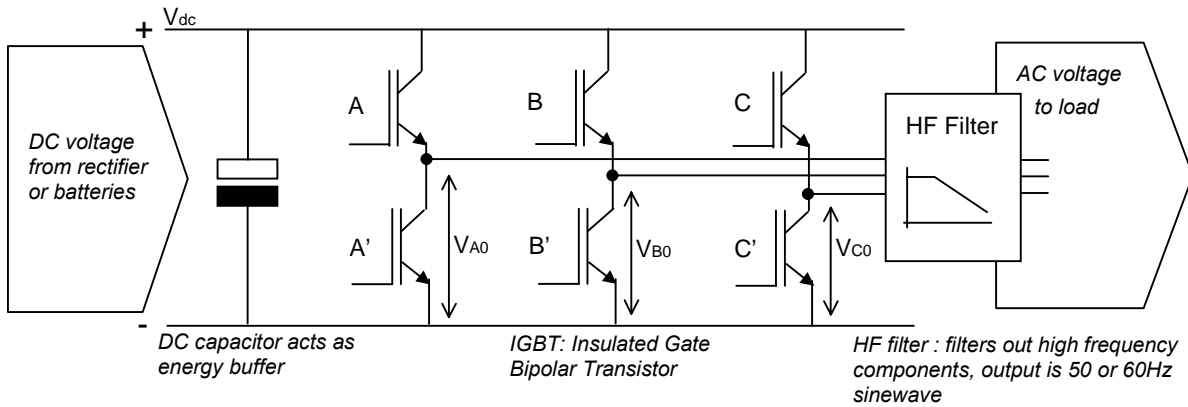 +
Vdc
DC voltage
from rectifier
or batteries
A
B
C
A'
B'
C'
VA0
VB0
VC0
HF Filter
AC voltage
to load
-
DC capacitor acts as
energy buffer
IGBT: Insulated Gate
Bipolar Transistor
HF filter : filters out high frequency
components, output is 50 or 60Hz
sinewave